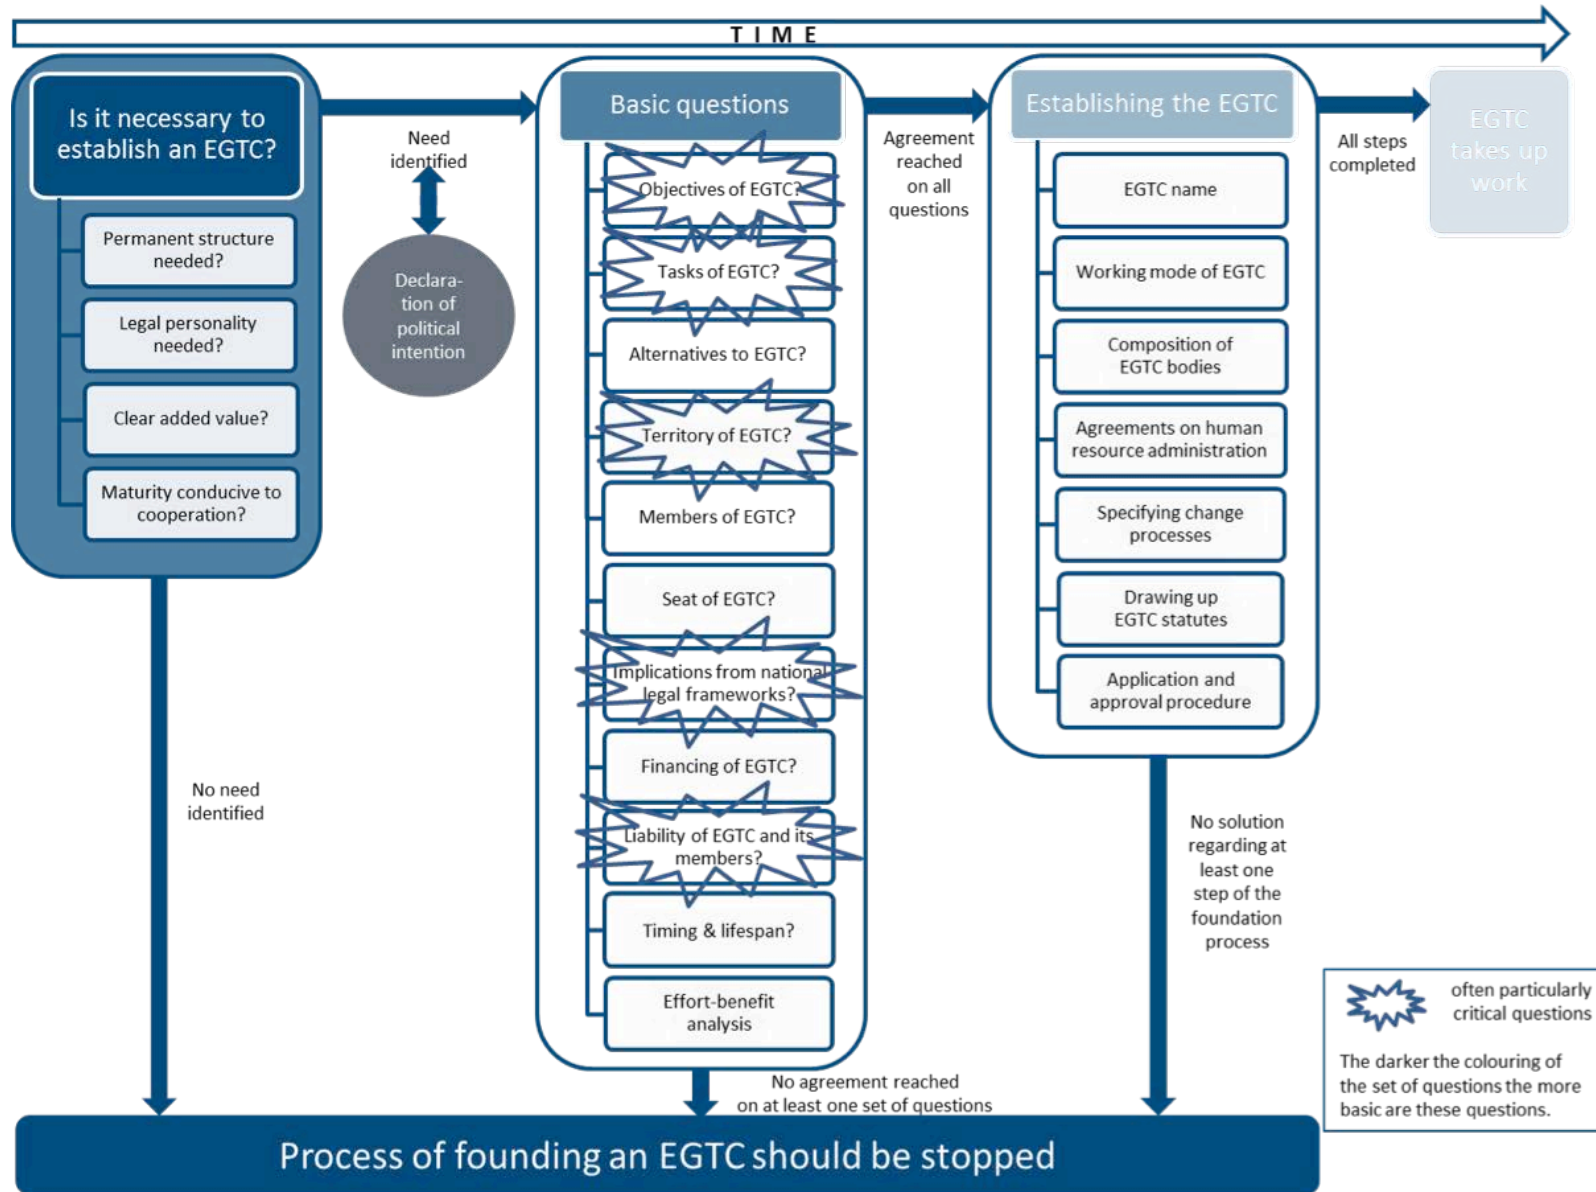 TIME
Is it necessary to
establish an EGTC?
Permanent structure
needed?
Legal personality
needed?
Clear added value?
Maturity conducive to
cooperation?
Need
identified
Declara-
tion of
political
intention
No need
identified
Basic questions
Objectives of EGTC?
Tasks of EGTC?
Alternatives to EGTC?
Territory of EGTC?
Members of EGTC?
Seat of EGTC?
Implications from national
legal frameworks?
Financing of EGTC?
Liability of EGTC and its
members?
Timing & lifespan?
Effort-benefit
analysis
Agreement
reached
on all
questions
No agreement reached
on at least one set of questions
Establishing the EGTC
EGTC name
Working mode of EGTC
Composition of
EGTC bodies
Agreements on human
resource administration
Specifying change
processes
Drawing up
EGTC statutes
Application and
approval procedure
All steps
completed
EGTC
takes up
work
No solution
regarding at
least one
step of the
foundation
process
often particularly
critical questions
The darker the colouring of
the set of questions the more
basic are these questions.
Process of founding an EGTC should be stopped